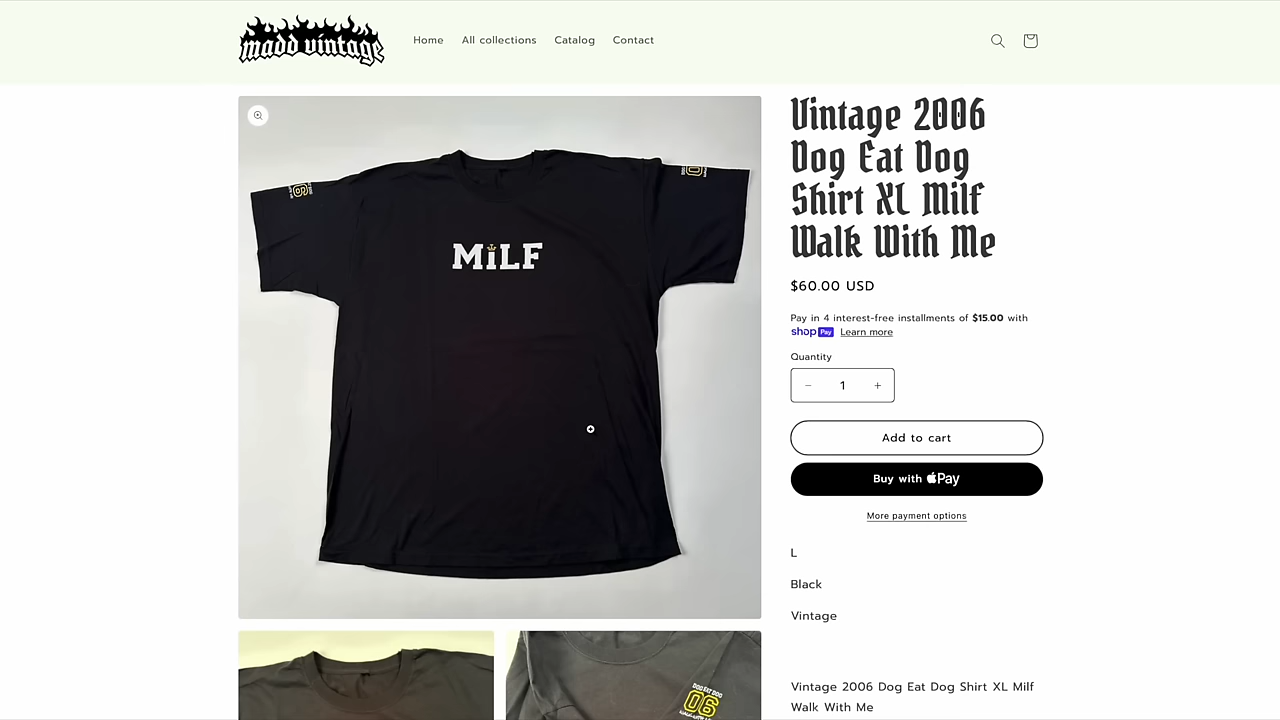 madd vintage
Home
All collections
Catalog
Contact
MiLF
06
DOG EAT DOG
06
Vintage 2006
Dog Eat Dog
Shirt XL Milf
Walk With Me
$60.00 USD
Pay in 4 interest-free installments of $15.00 with
shop Pay Learn more
Quantity
− 1 +
Add to cart
Buy with Pay
More payment options
L
Black
Vintage
Vintage 2006 Dog Eat Dog Shirt XL Milf
Walk With Me